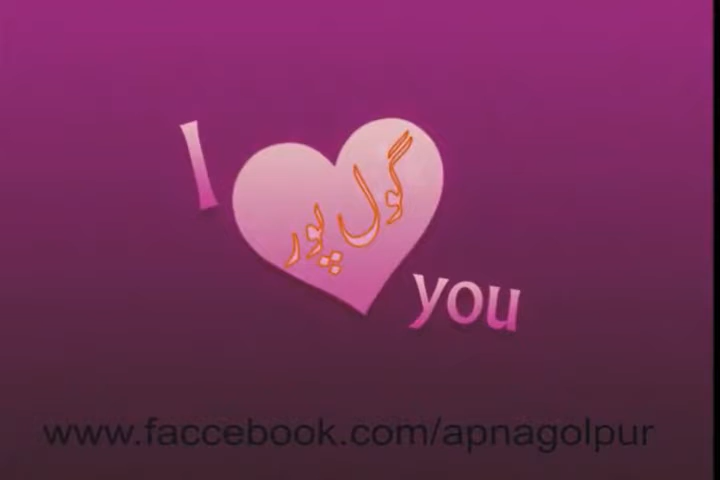 I
گول پور
you
www.faccebook.com/apnagolpur